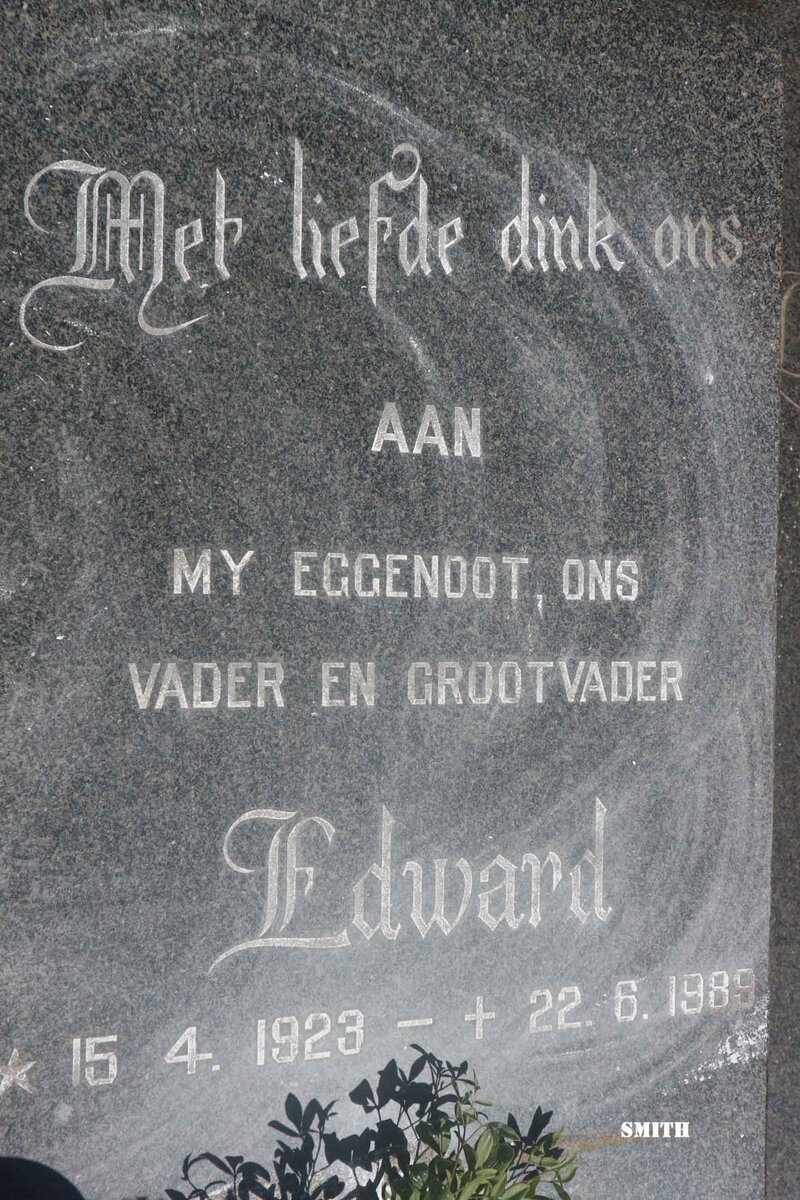 Met liefde dink ons
AAN
MY EGGENOOT, ONS
VADER EN GROOTVADER
Edward
★ 15 4. 1923 – + 22. 6. 1989
SMITH